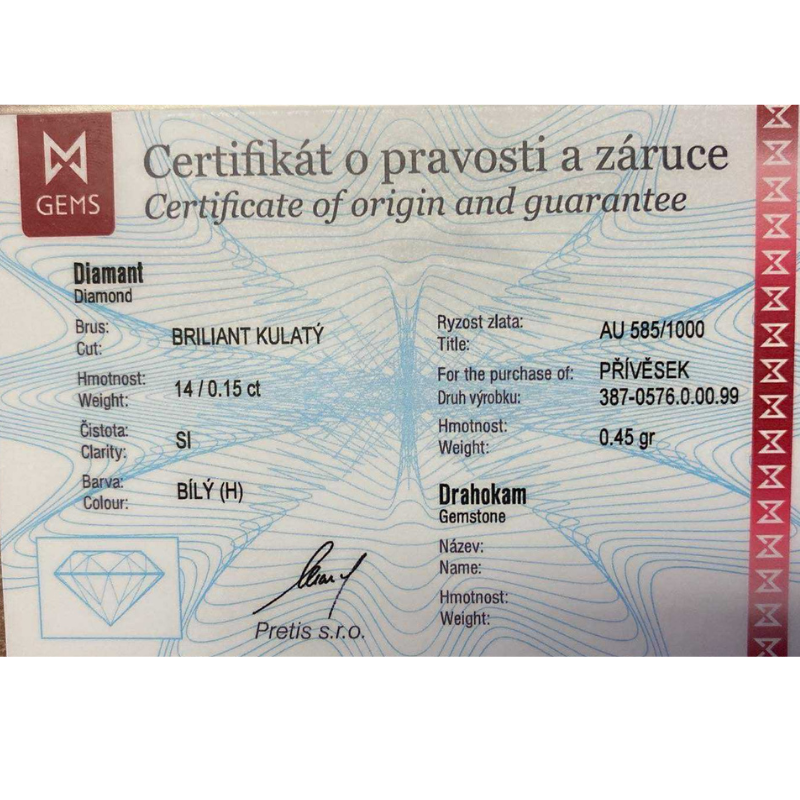 GEMS
Certifikát o pravosti a záruce
Certificate of origin and guarantee
Diamant
Diamond
Brus:
Cut:
BRILIANT KULATÝ
Hmotnost:
Weight:
14 / 0.15 ct
Čistota:
Clarity:
SI
Barva:
Colour:
BÍLÝ (H)
Ryzost zlata:
Title:
AU 585/1000
For the purchase of:
Druh výrobku:
PŘÍVĚSEK
387-0576.0.00.99
Hmotnost:
Weight:
0.45 gr
Drahokam
Gemstone
Název:
Name:
Hmotnost:
Weight:
Pretis s.r.o.